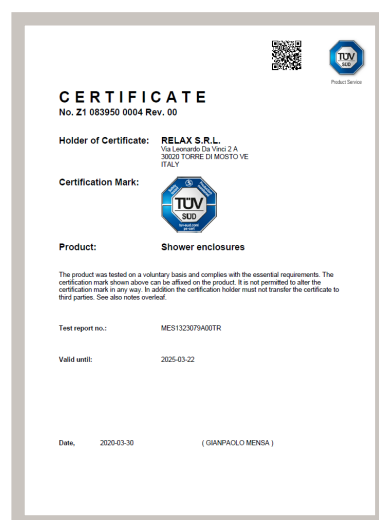 TÜV
SÜD
Product Service
CERTIFICATE
No. Z1 083950 0004 Rev. 00
Holder of Certificate: RELAX S.R.L.
Via Leonardo Da Vinci 2 A
30020 TORRE DI MOSTO VE
ITALY
Certification Mark:
TÜV
SÜD
Product: Shower enclosures
The product was tested on a voluntary basis and complies with the essential requirements. The
certification mark shown above can be affixed on the product. It is not permitted to alter the
certification mark in any way. In addition the certification holder must not transfer the certificate to
third parties. See also notes overleaf.
Test report no.: MES1323079A00TR
Valid until: 2025-03-22
Date, 2020-03-30 ( GIANPAOLO MENSA )